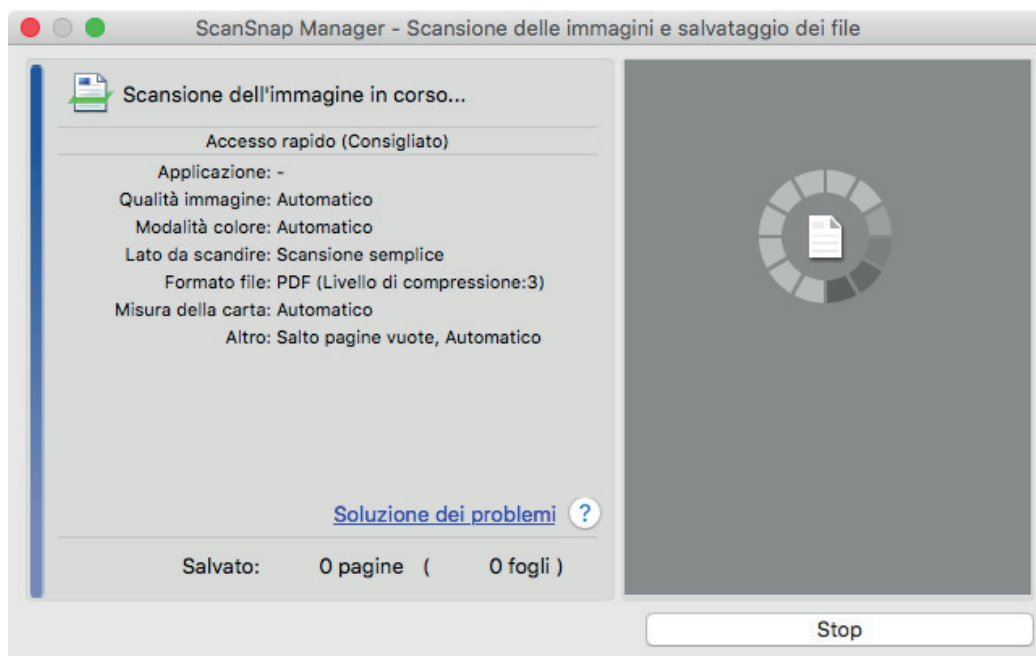 ScanSnap Manager - Scansione delle immagini e salvataggio dei file
Scansione dell'immagine in corso...
Accesso rapido (Consigliato)
Applicazione: -
Qualità immagine: Automatico
Modalità colore: Automatico
Lato da scandire: Scansione semplice
Formato file: PDF (Livello di compressione:3)
Misura della carta: Automatico
Altro: Salto pagine vuote, Automatico
Soluzione dei problemi ?
Salvato: 0 pagine ( 0 fogli )
Stop